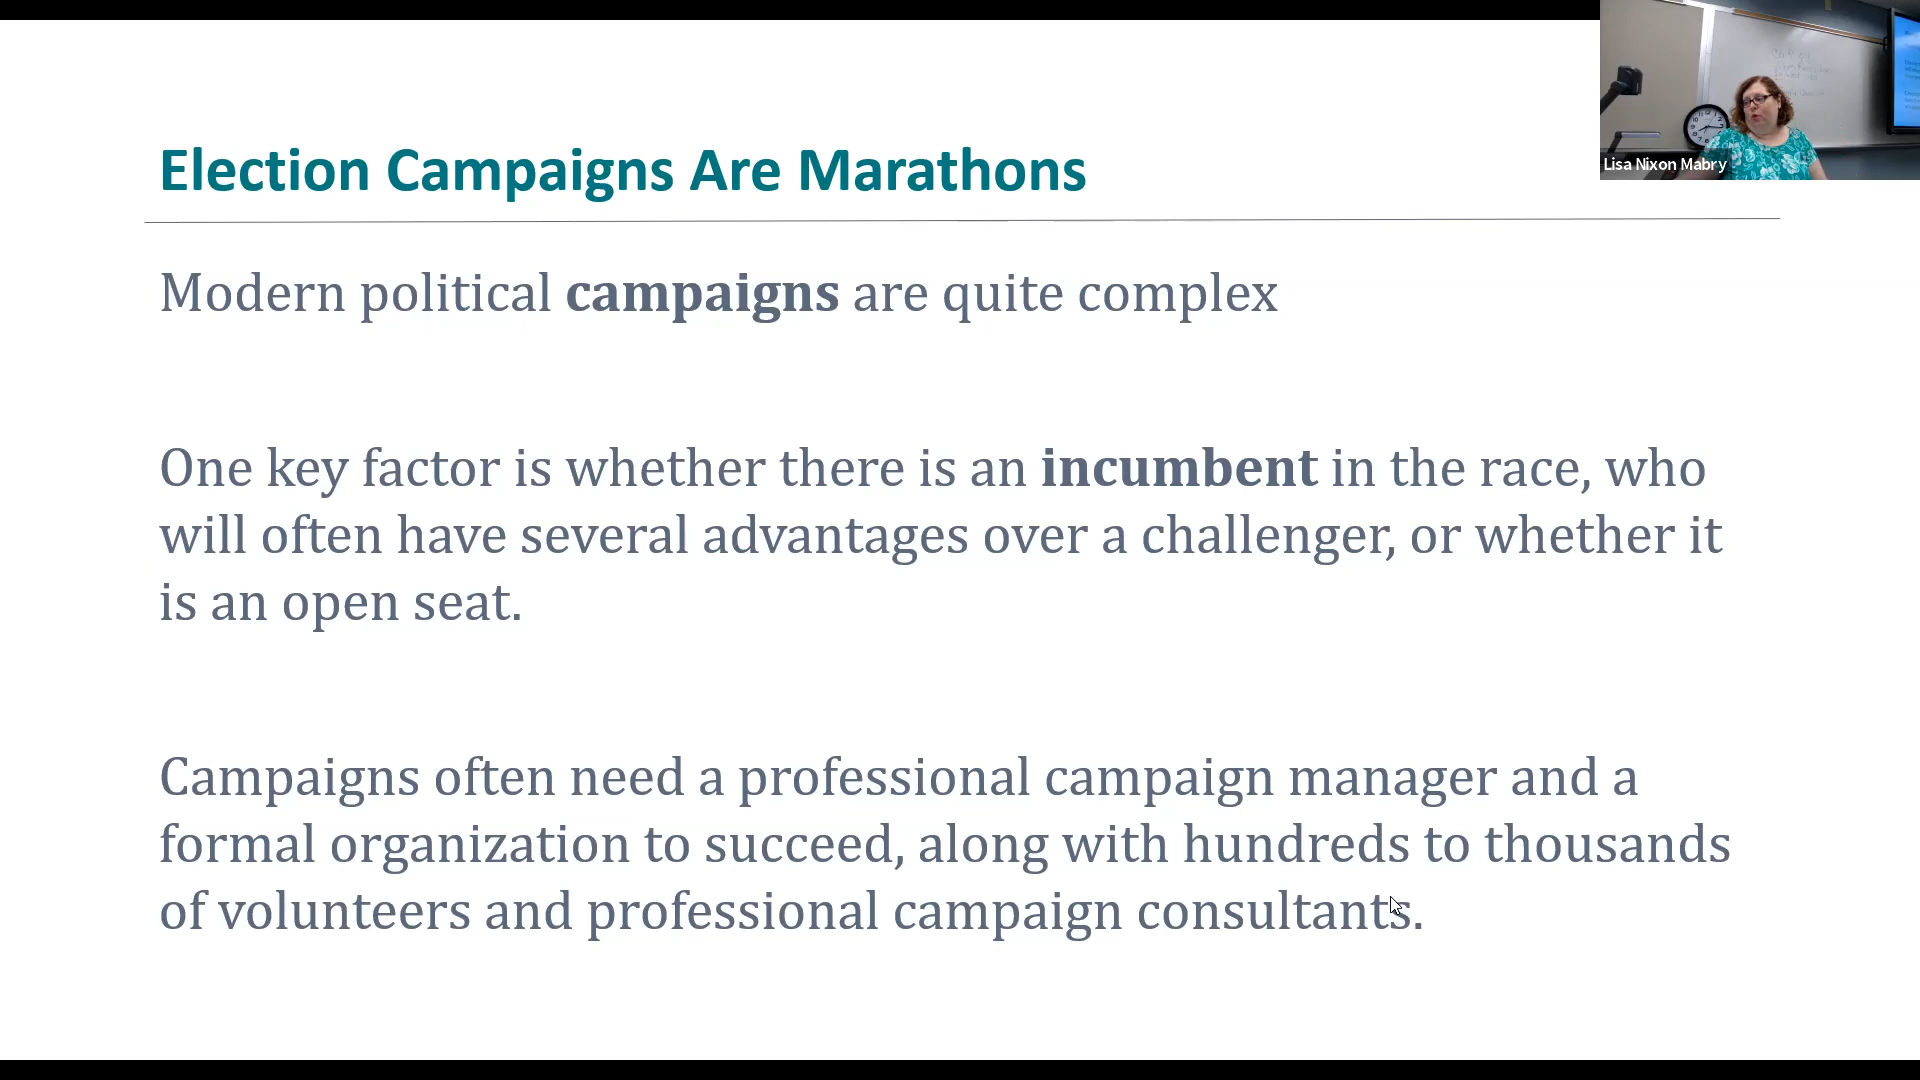 Election Campaigns Are Marathons
Lisa Nixon Mabry
Modern political campaigns are quite complex
One key factor is whether there is an incumbent in the race, who
will often have several advantages over a challenger, or whether it
is an open seat.
Campaigns often need a professional campaign manager and a
formal organization to succeed, along with hundreds to thousands
of volunteers and professional campaign consultants.